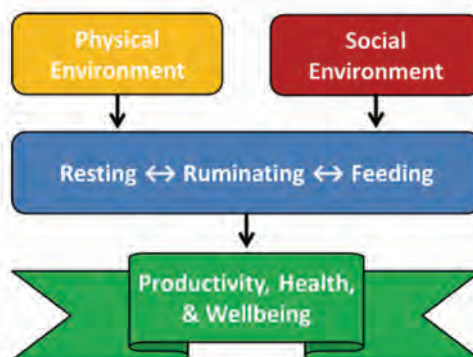 Physical
Environment
Social
Environment
Resting ↔ Ruminating ↔ Feeding
Productivity, Health,
& Wellbeing